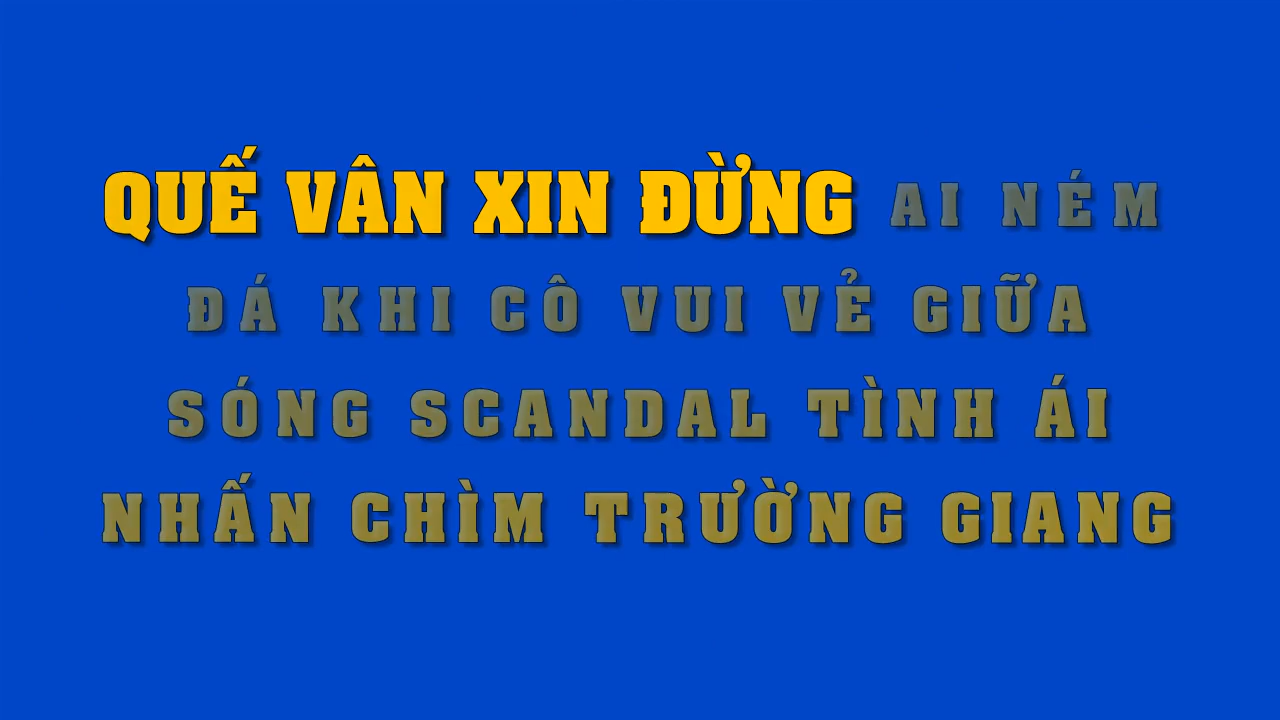 QUẾ VÂN XIN ĐỪNG AI NÉM
ĐÁ KHI CÔ VUI VẺ GIỮA
SÓNG SCANDAL TÌNH ÁI
NHẤN CHÌM TRƯỜNG GIANG